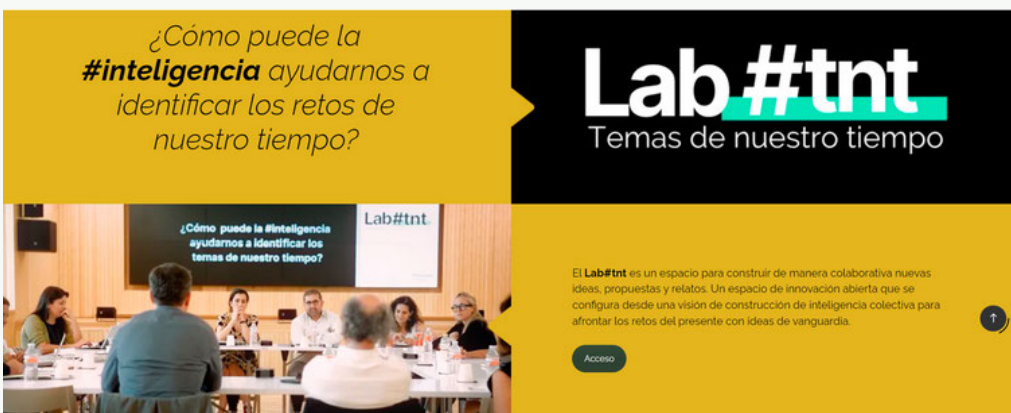 ¿Cómo puede la
#inteligencia ayudarnos a
identificar los retos de
nuestro tiempo?
Lab #tnt
Temas de nuestro tiempo
¿Cómo puede la #inteligencia
ayudarnos a identificar los
temas de nuestro tiempo?
Lab#tnt
El Lab#tnt es un espacio para construir de manera colaborativa nuevas
ideas, propuestas y relatos. Un espacio de innovación abierta que se
configura desde una visión de construcción de inteligencia colectiva para
afrontar los retos del presente con ideas de vanguardia.
Acceso